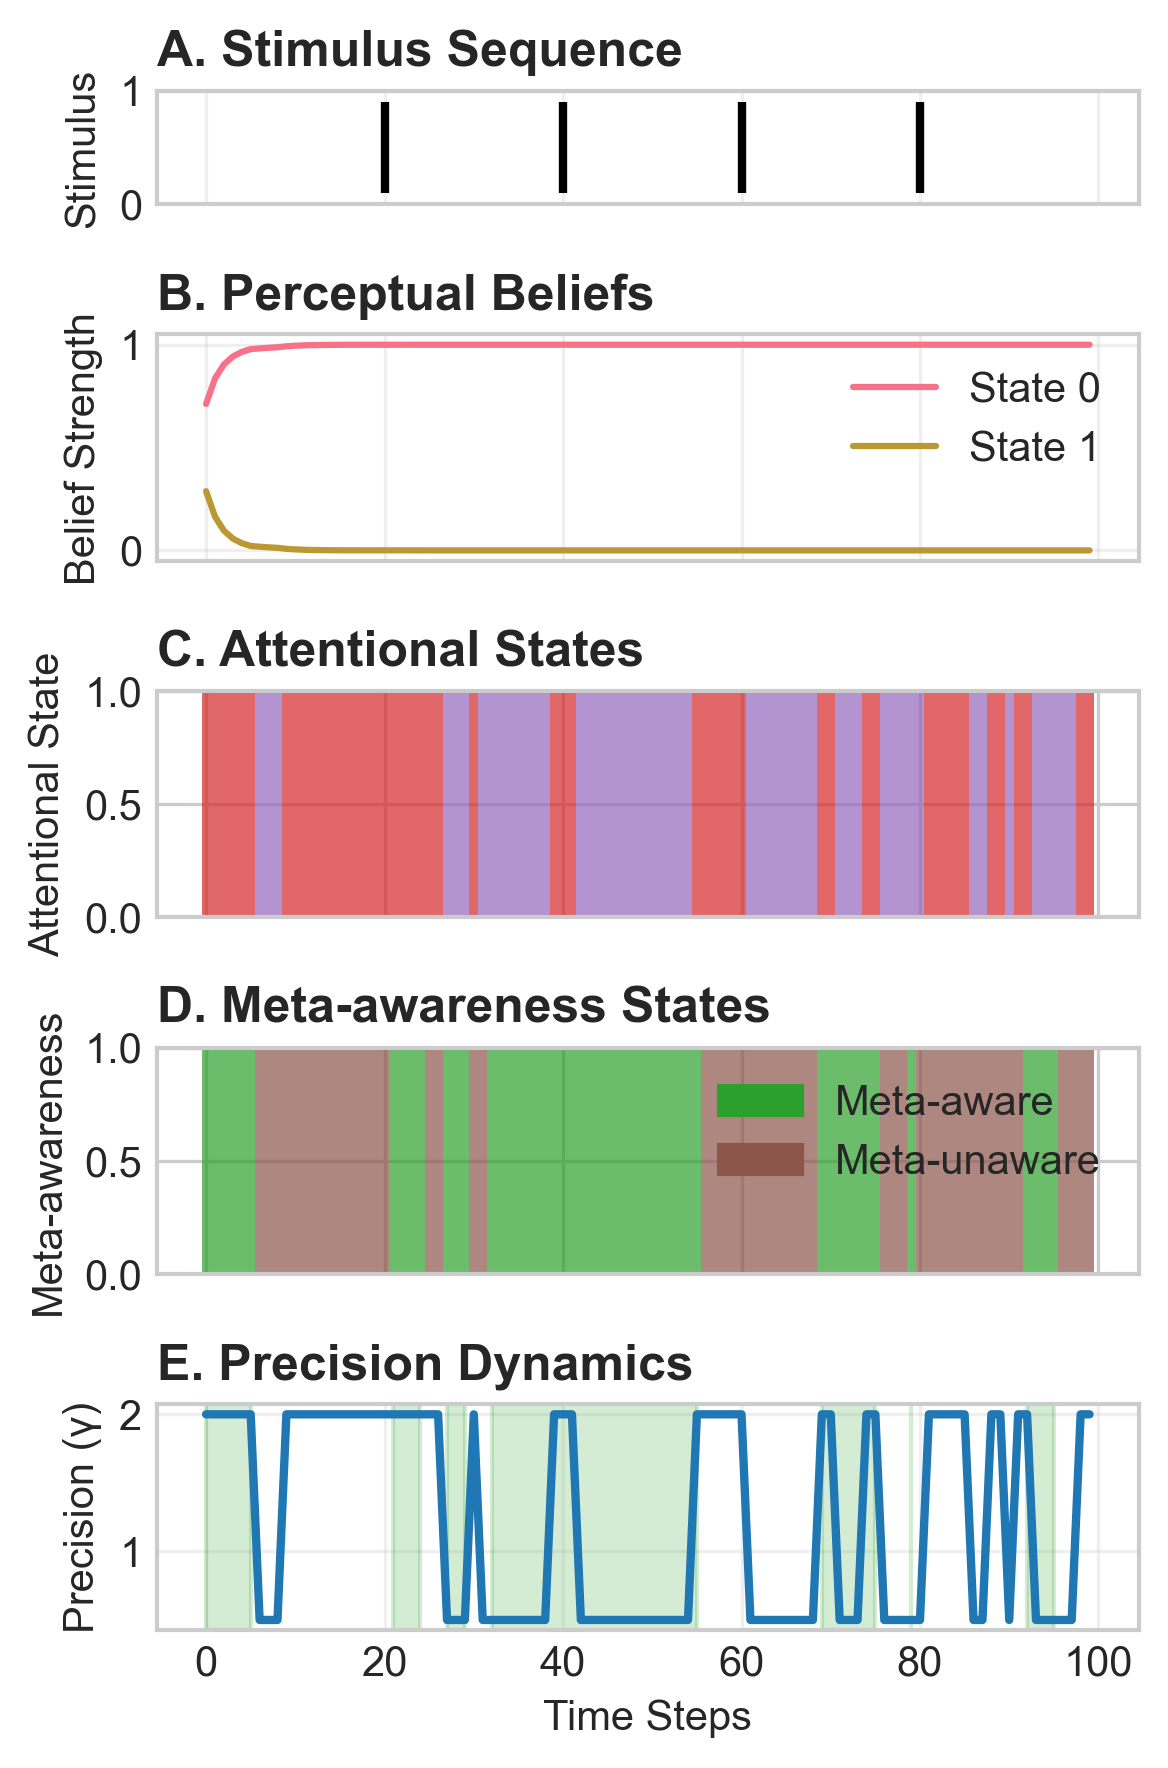 A. Stimulus Sequence
Stimulus
1
0
B. Perceptual Beliefs
Belief Strength
1
0
State 0
State 1
C. Attentional States
Attentional State
1.0
0.5
0.0
D. Meta-awareness States
Meta-awareness
1.0
0.5
0.0
Meta-aware
Meta-unaware
E. Precision Dynamics
Precision (γ)
2
1
0 20 40 60 80 100
Time Steps